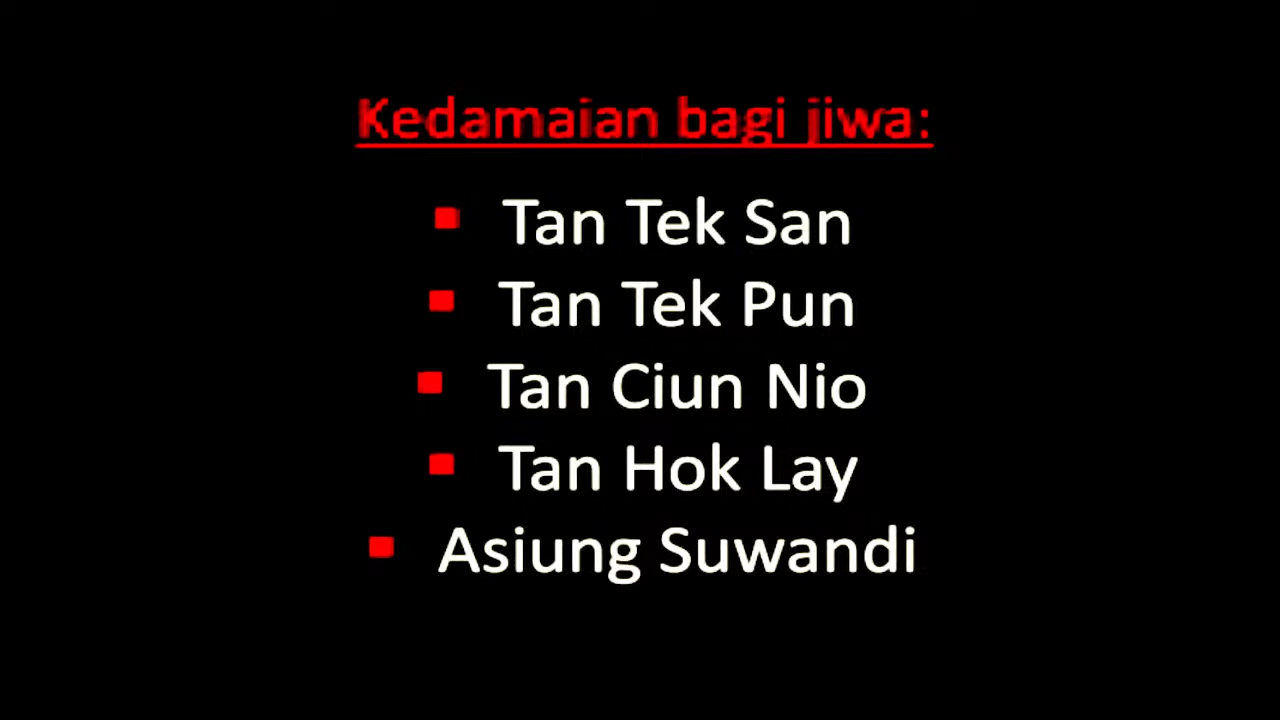 Kedamaian bagi jiwa:
▪ Tan Tek San
▪ Tan Tek Pun
▪ Tan Ciun Nio
▪ Tan Hok Lay
▪ Asiung Suwandi